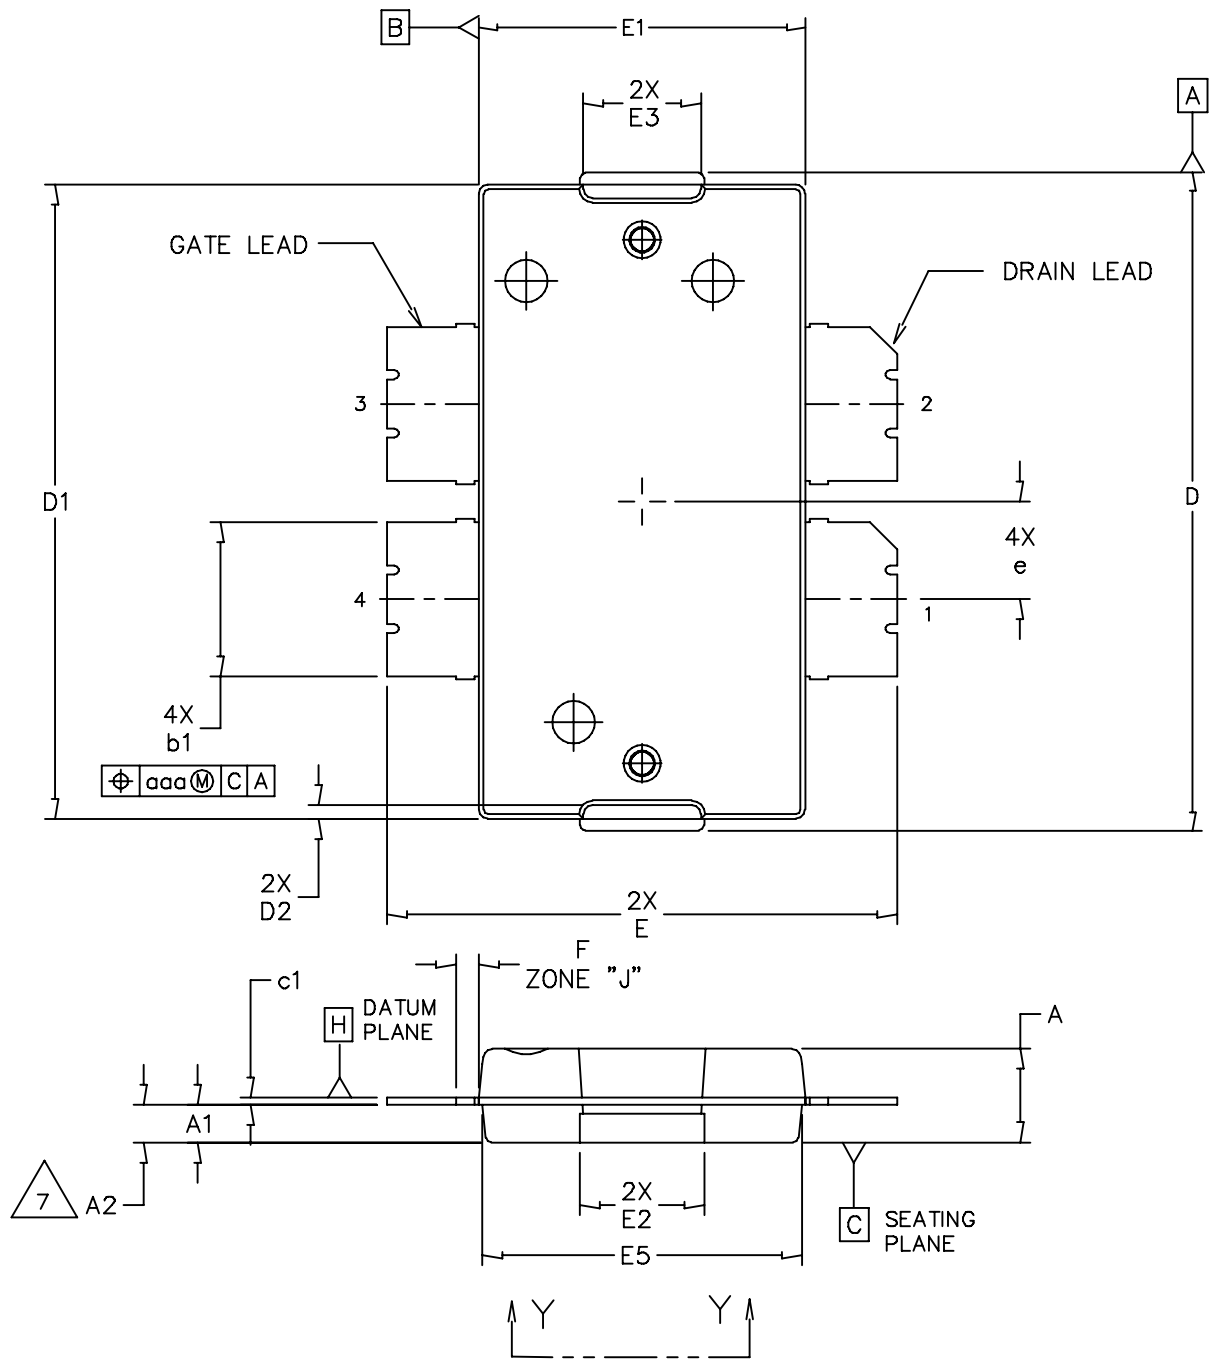 B
E1
2X
E3
A
GATE LEAD
DRAIN LEAD
3
2
D1
D
4X
e
4
1
4X
b1
⌖ aaa Ⓜ C A
2X
D2
2X
E
F
ZONE "J"
c1
H
DATUM
PLANE
A
A1
7
A2
2X
E2
C
SEATING
PLANE
E5
Y
Y